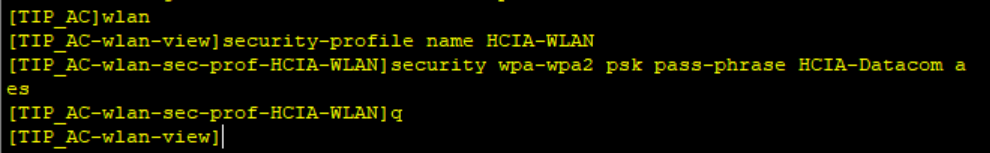 [TIP_AC]wlan
[TIP_AC-wlan-view]security-profile name HCIA-WLAN
[TIP_AC-wlan-sec-prof-HCIA-WLAN]security wpa-wpa2 psk pass-phrase HCIA-Datacom a
es
[TIP_AC-wlan-sec-prof-HCIA-WLAN]q
[TIP_AC-wlan-view]